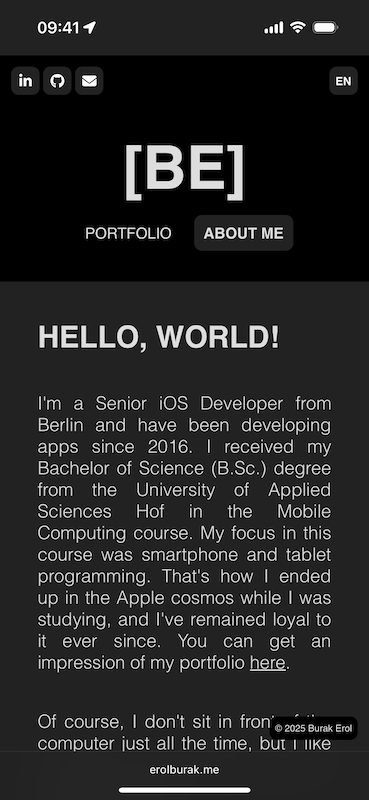 09:41
in
EN
[BE]
PORTFOLIO
ABOUT ME
HELLO, WORLD!
I'm a Senior iOS Developer from
Berlin and have been developing
apps since 2016. I received my
Bachelor of Science (B.Sc.) degree
from the University of Applied
Sciences Hof in the Mobile
Computing course. My focus in this
course was smartphone and tablet
programming. That's how I ended
up in the Apple cosmos while I was
studying, and I've remained loyal to
it ever since. You can get an
impression of my portfolio here.
Of course, I don't sit in front of the
© 2025 Burak Erol
computer just all the time, but I like
erolburak.me